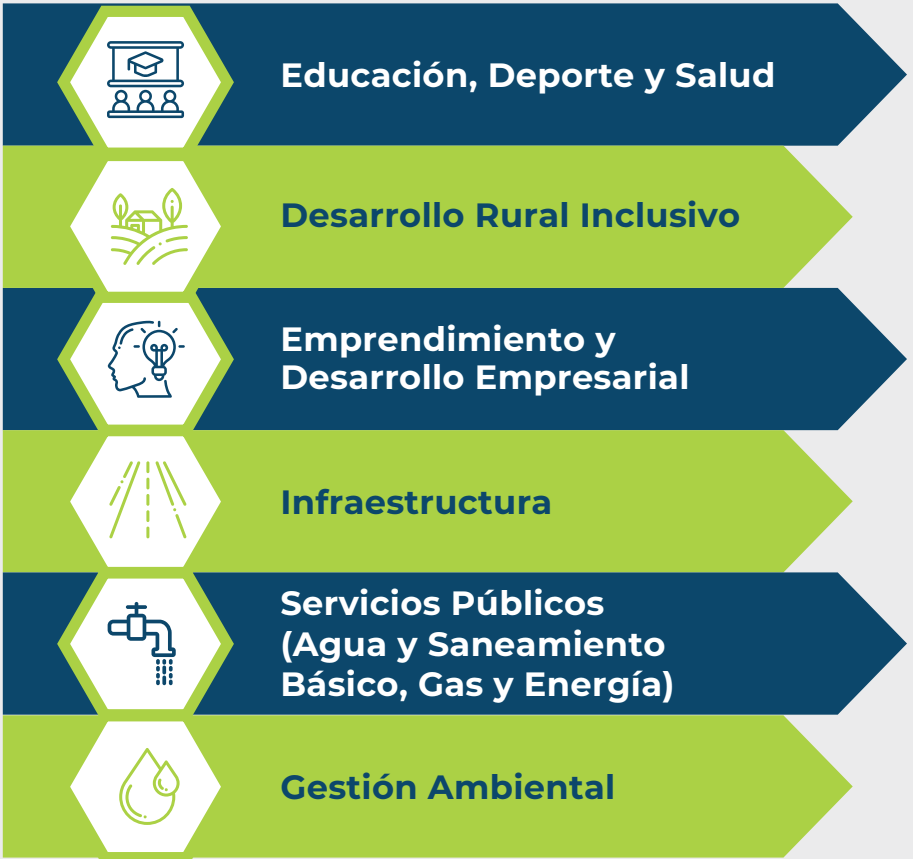 Educación, Deporte y Salud
Desarrollo Rural Inclusivo
Emprendimiento y
Desarrollo Empresarial
Infraestructura
Servicios Públicos
(Agua y Saneamiento
Básico, Gas y Energía)
Gestión Ambiental